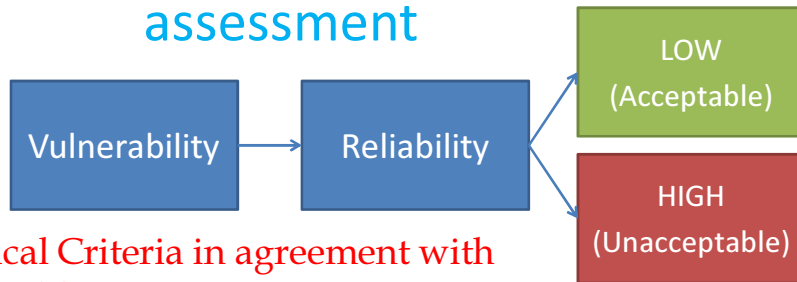 assessment
Vulnerability
Reliability
LOW
(Acceptable)
HIGH
(Unacceptable)
Criteria in agreement with